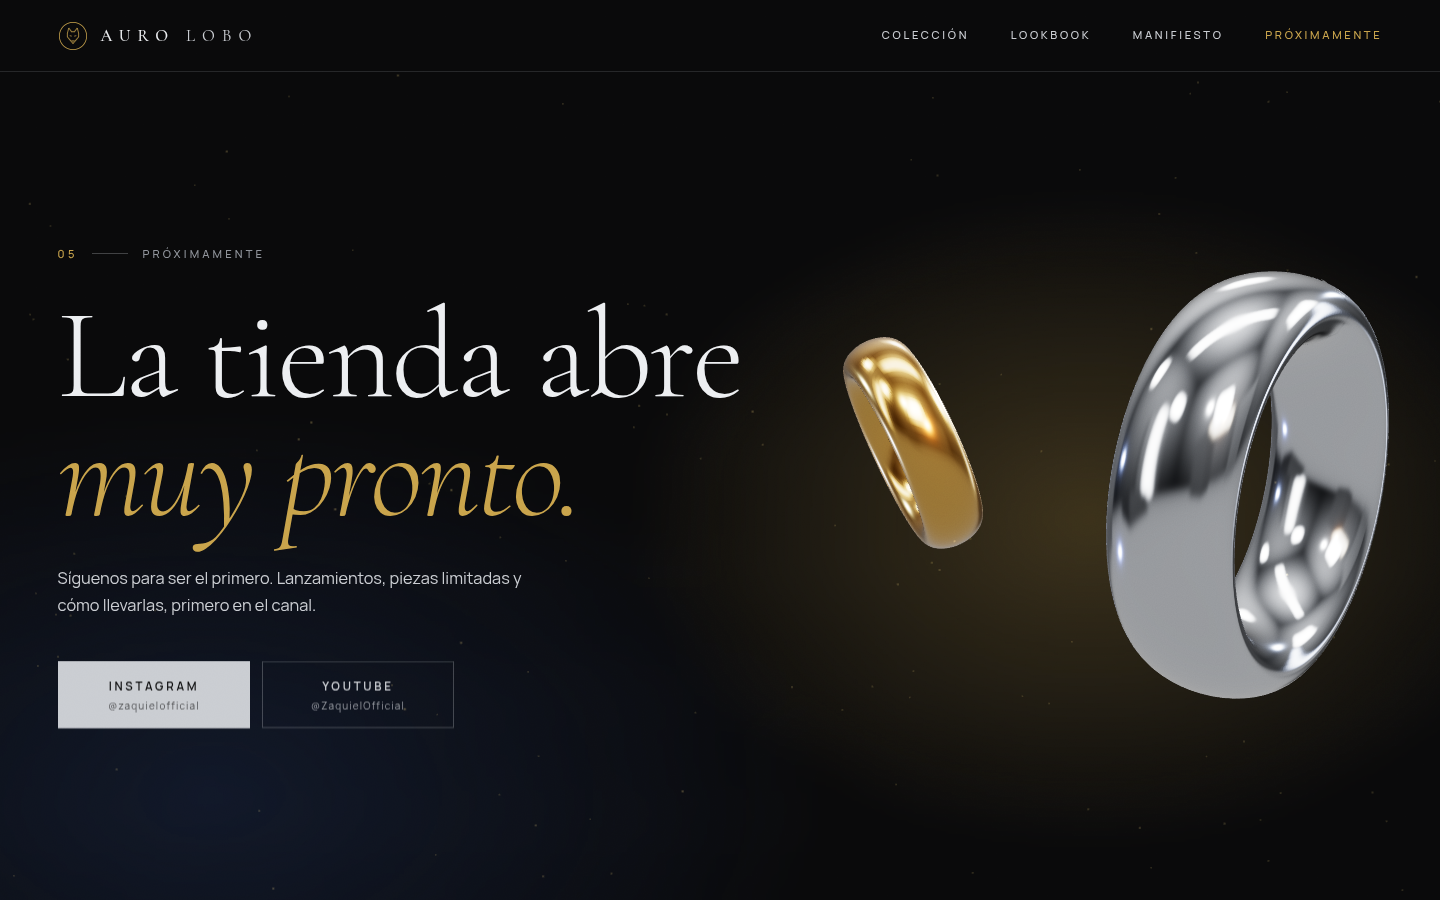 AURO LOBO
COLECCIÓN
LOOKBOOK
MANIFIESTO
PRÓXIMAMENTE
05
PRÓXIMAMENTE
La tienda abre
muy pronto.
Síguenos para ser el primero. Lanzamientos, piezas limitadas y
cómo llevarlas, primero en el canal.
INSTAGRAM
@zaquielofficial
YOUTUBE
@ZaquielOfficial